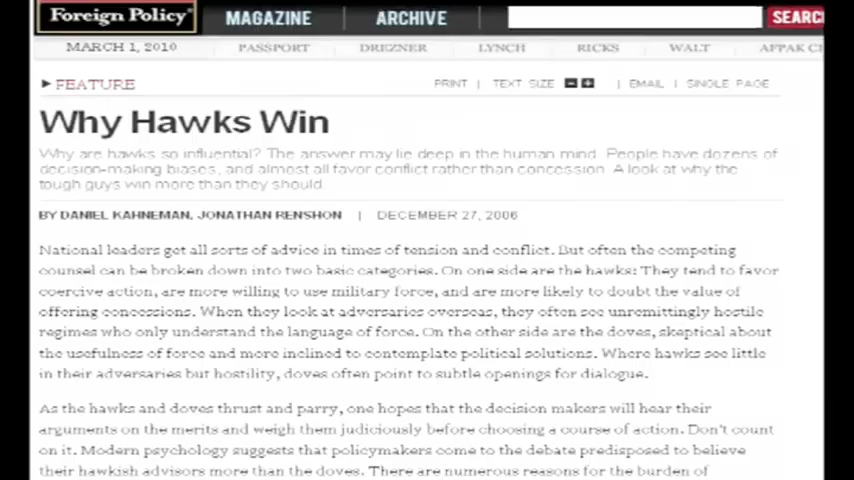 Foreign Policy
MAGAZINE ARCHIVE SEARC
MARCH 1, 2010 PASSPORT DREZNER LYNCH RICKS WALT AFPAK C
FEATURE PRINT | TEXT SIZE | EMAIL | SINGLE PAGE
Why Hawks Win
Why are hawks so influential? The answer may lie deep in the human mind. People have dozens of
decision-making biases, and almost all favor conflict rather than concession. A look at why the
tough guys win more than they should.
BY DANIEL KAHNEMAN, JONATHAN RENSHON | DECEMBER 27, 2006
National leaders get all sorts of advice in times of tension and conflict. But often the competing
counsel can be broken down into two basic categories. On one side are the hawks: They tend to favor
coercive action, are more willing to use military force, and are more likely to doubt the value of
offering concessions. When they look at adversaries overseas, they often see unremittingly hostile
regimes who only understand the language of force. On the other side are the doves, skeptical about
the usefulness of force and more inclined to contemplate political solutions. Where hawks see little
in their adversaries but hostility, doves often point to subtle openings for dialogue.
As the hawks and doves thrust and parry, one hopes that the decision makers will hear their
arguments on the merits and weigh them judiciously before choosing a course of action. Don't count
on it. Modern psychology suggests that policymakers come to the debate predisposed to believe
their hawkish advisors more than the doves. There are numerous reasons for the burden of